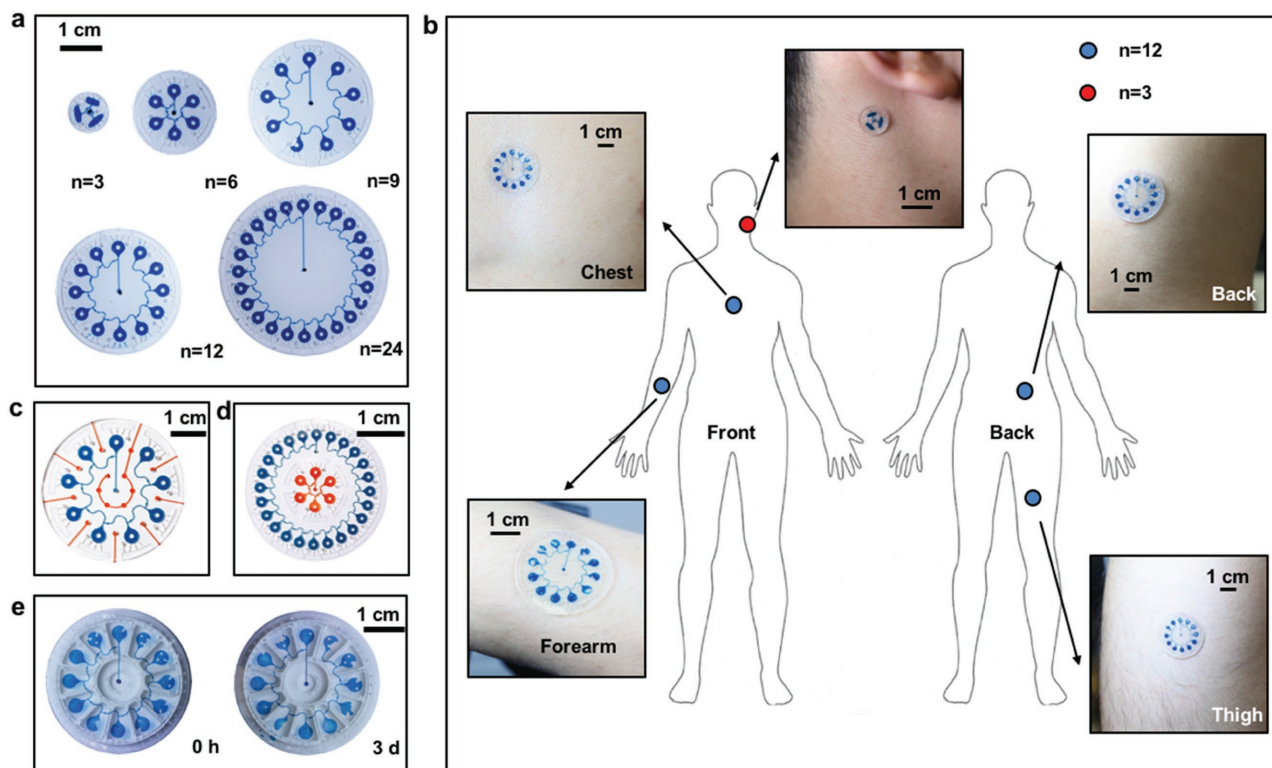 a
1 cm
n=3
n=6
n=9
n=12
n=24
b
n=12
n=3
1 cm
Chest
1 cm
1 cm
Back
Front
Back
1 cm
Forearm
1 cm
Thigh
c
1 cm
d
1 cm
e
1 cm
0 h
3 d